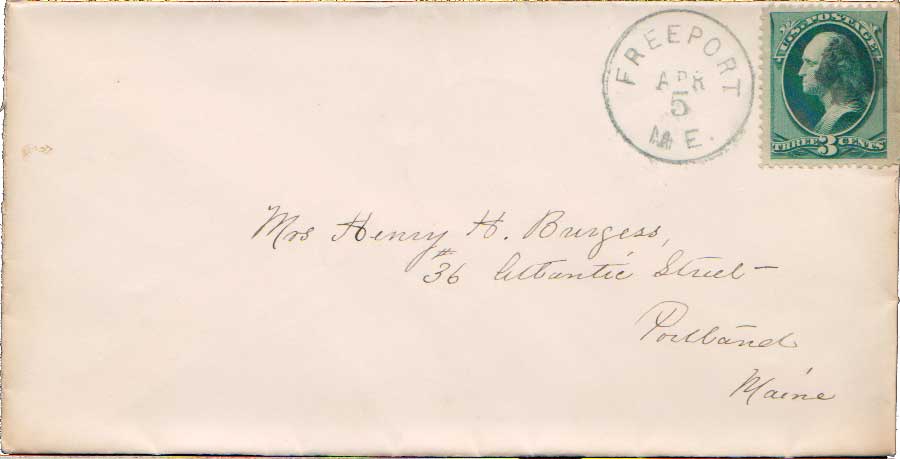 FREEPORT
APR
5
ME.
U.S. POSTAGE
THREE 3 CENTS
Mrs Henry H. Burgess,
#36 Atlantic Street
Portland
Maine